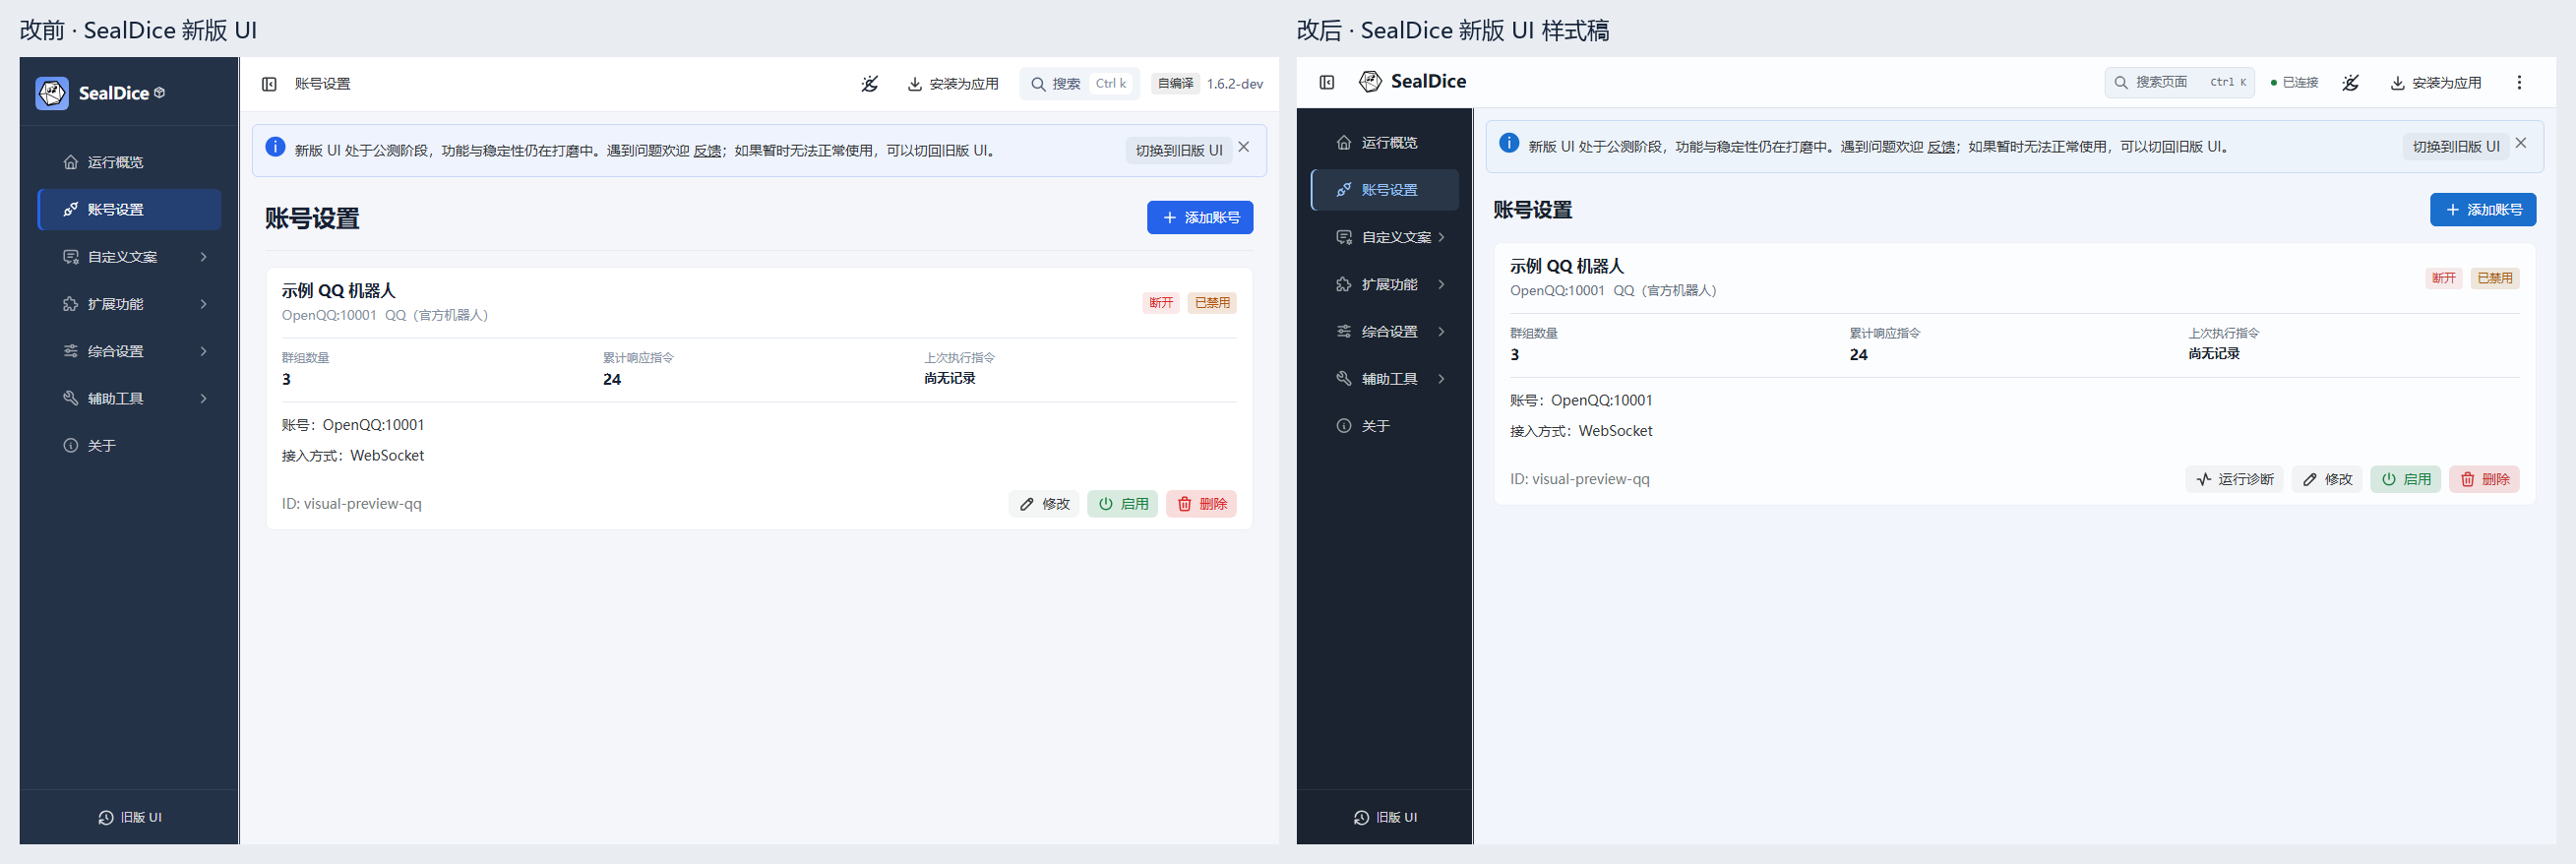 改前 · SealDice 新版 UI
SealDice
账号设置
安装为应用
搜索 Ctrl k
自编译 1.6.2-dev
运行概览
账号设置
自定义文案
扩展功能
综合设置
辅助工具
关于
旧版 UI
新版 UI 处于公测阶段，功能与稳定性仍在打磨中。遇到问题欢迎 反馈；如果暂时无法正常使用，可以切回旧版 UI。
切换到旧版 UI
账号设置
添加账号
示例 QQ 机器人
OpenQQ:10001 QQ（官方机器人）
断开 已禁用
群组数量 累计响应指令 上次执行指令
3 24 尚无记录
账号：OpenQQ:10001
接入方式：WebSocket
ID: visual-preview-qq
修改 启用 删除
改后 · SealDice 新版 UI 样式稿
SealDice
搜索页面 Ctrl K
已连接
安装为应用
运行概览
账号设置
自定义文案
扩展功能
综合设置
辅助工具
关于
旧版 UI
新版 UI 处于公测阶段，功能与稳定性仍在打磨中。遇到问题欢迎 反馈；如果暂时无法正常使用，可以切回旧版 UI。
切换到旧版 UI
账号设置
添加账号
示例 QQ 机器人
OpenQQ:10001 QQ（官方机器人）
断开 已禁用
群组数量 累计响应指令 上次执行指令
3 24 尚无记录
账号：OpenQQ:10001
接入方式：WebSocket
ID: visual-preview-qq
运行诊断 修改 启用 删除